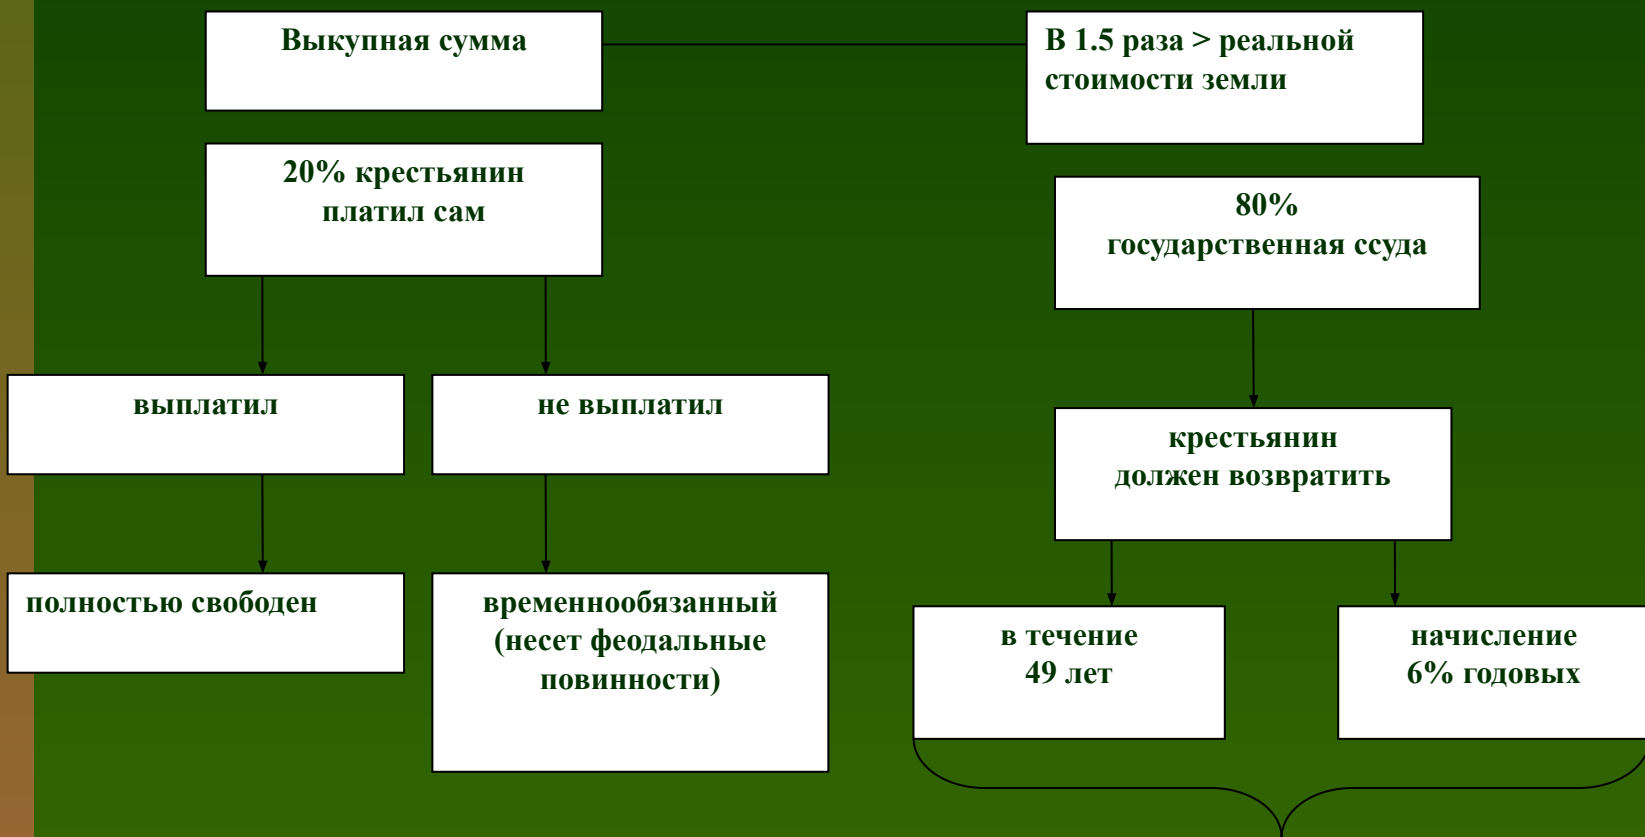 Выкупная сумма
В 1.5 раза > реальной
стоимости земли
20% крестьянин
платил сам
80%
государственная ссуда
выплатил
не выплатил
крестьянин
должен возвратить
полностью свободен
временнообязанный
(несет феодальные
повинности)
в течение
49 лет
начисление
6% годовых